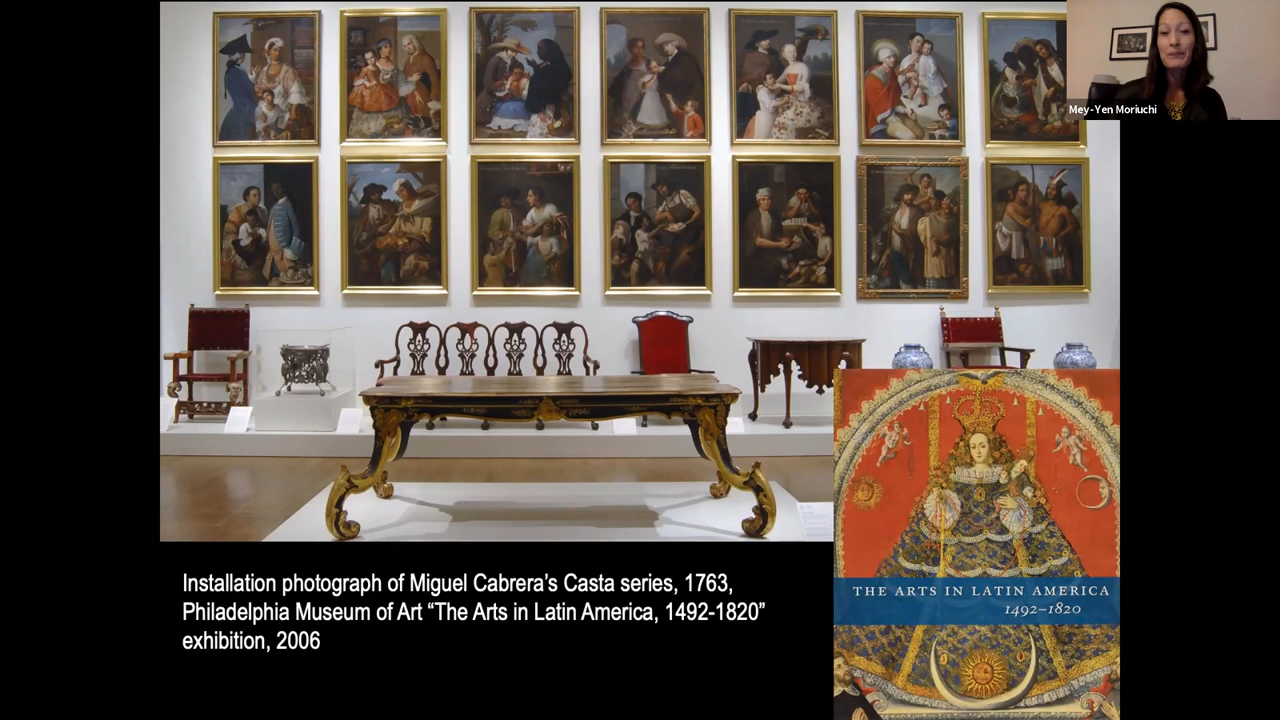 Mey-Yen Moriuchi
Installation photograph of Miguel Cabrera’s Casta series, 1763,
Philadelphia Museum of Art “The Arts in Latin America, 1492-1820”
exhibition, 2006
THE ARTS IN LATIN AMERICA
1492–1820